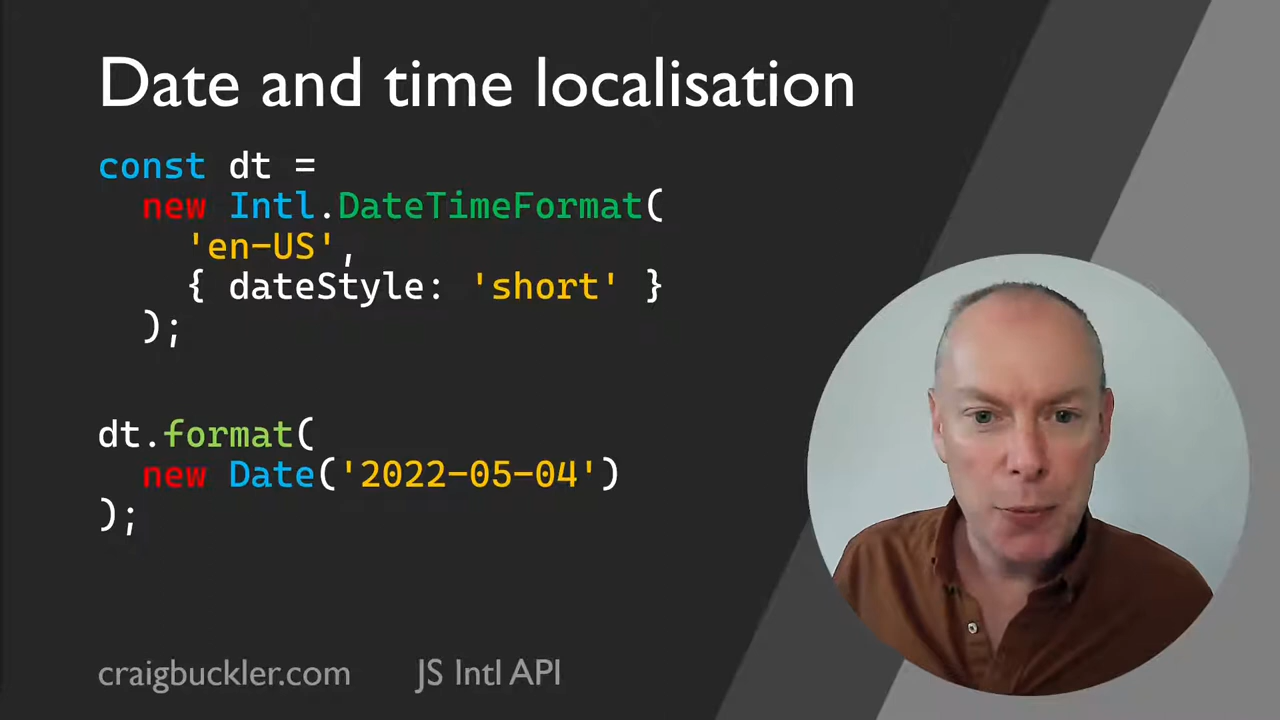 Date and time localisation
const dt =
new Intl.DateTimeFormat(
'en-US',
{ dateStyle: 'short' }
);
dt.format(
new Date('2022-05-04')
);
craigbuckler.com
JS Intl API